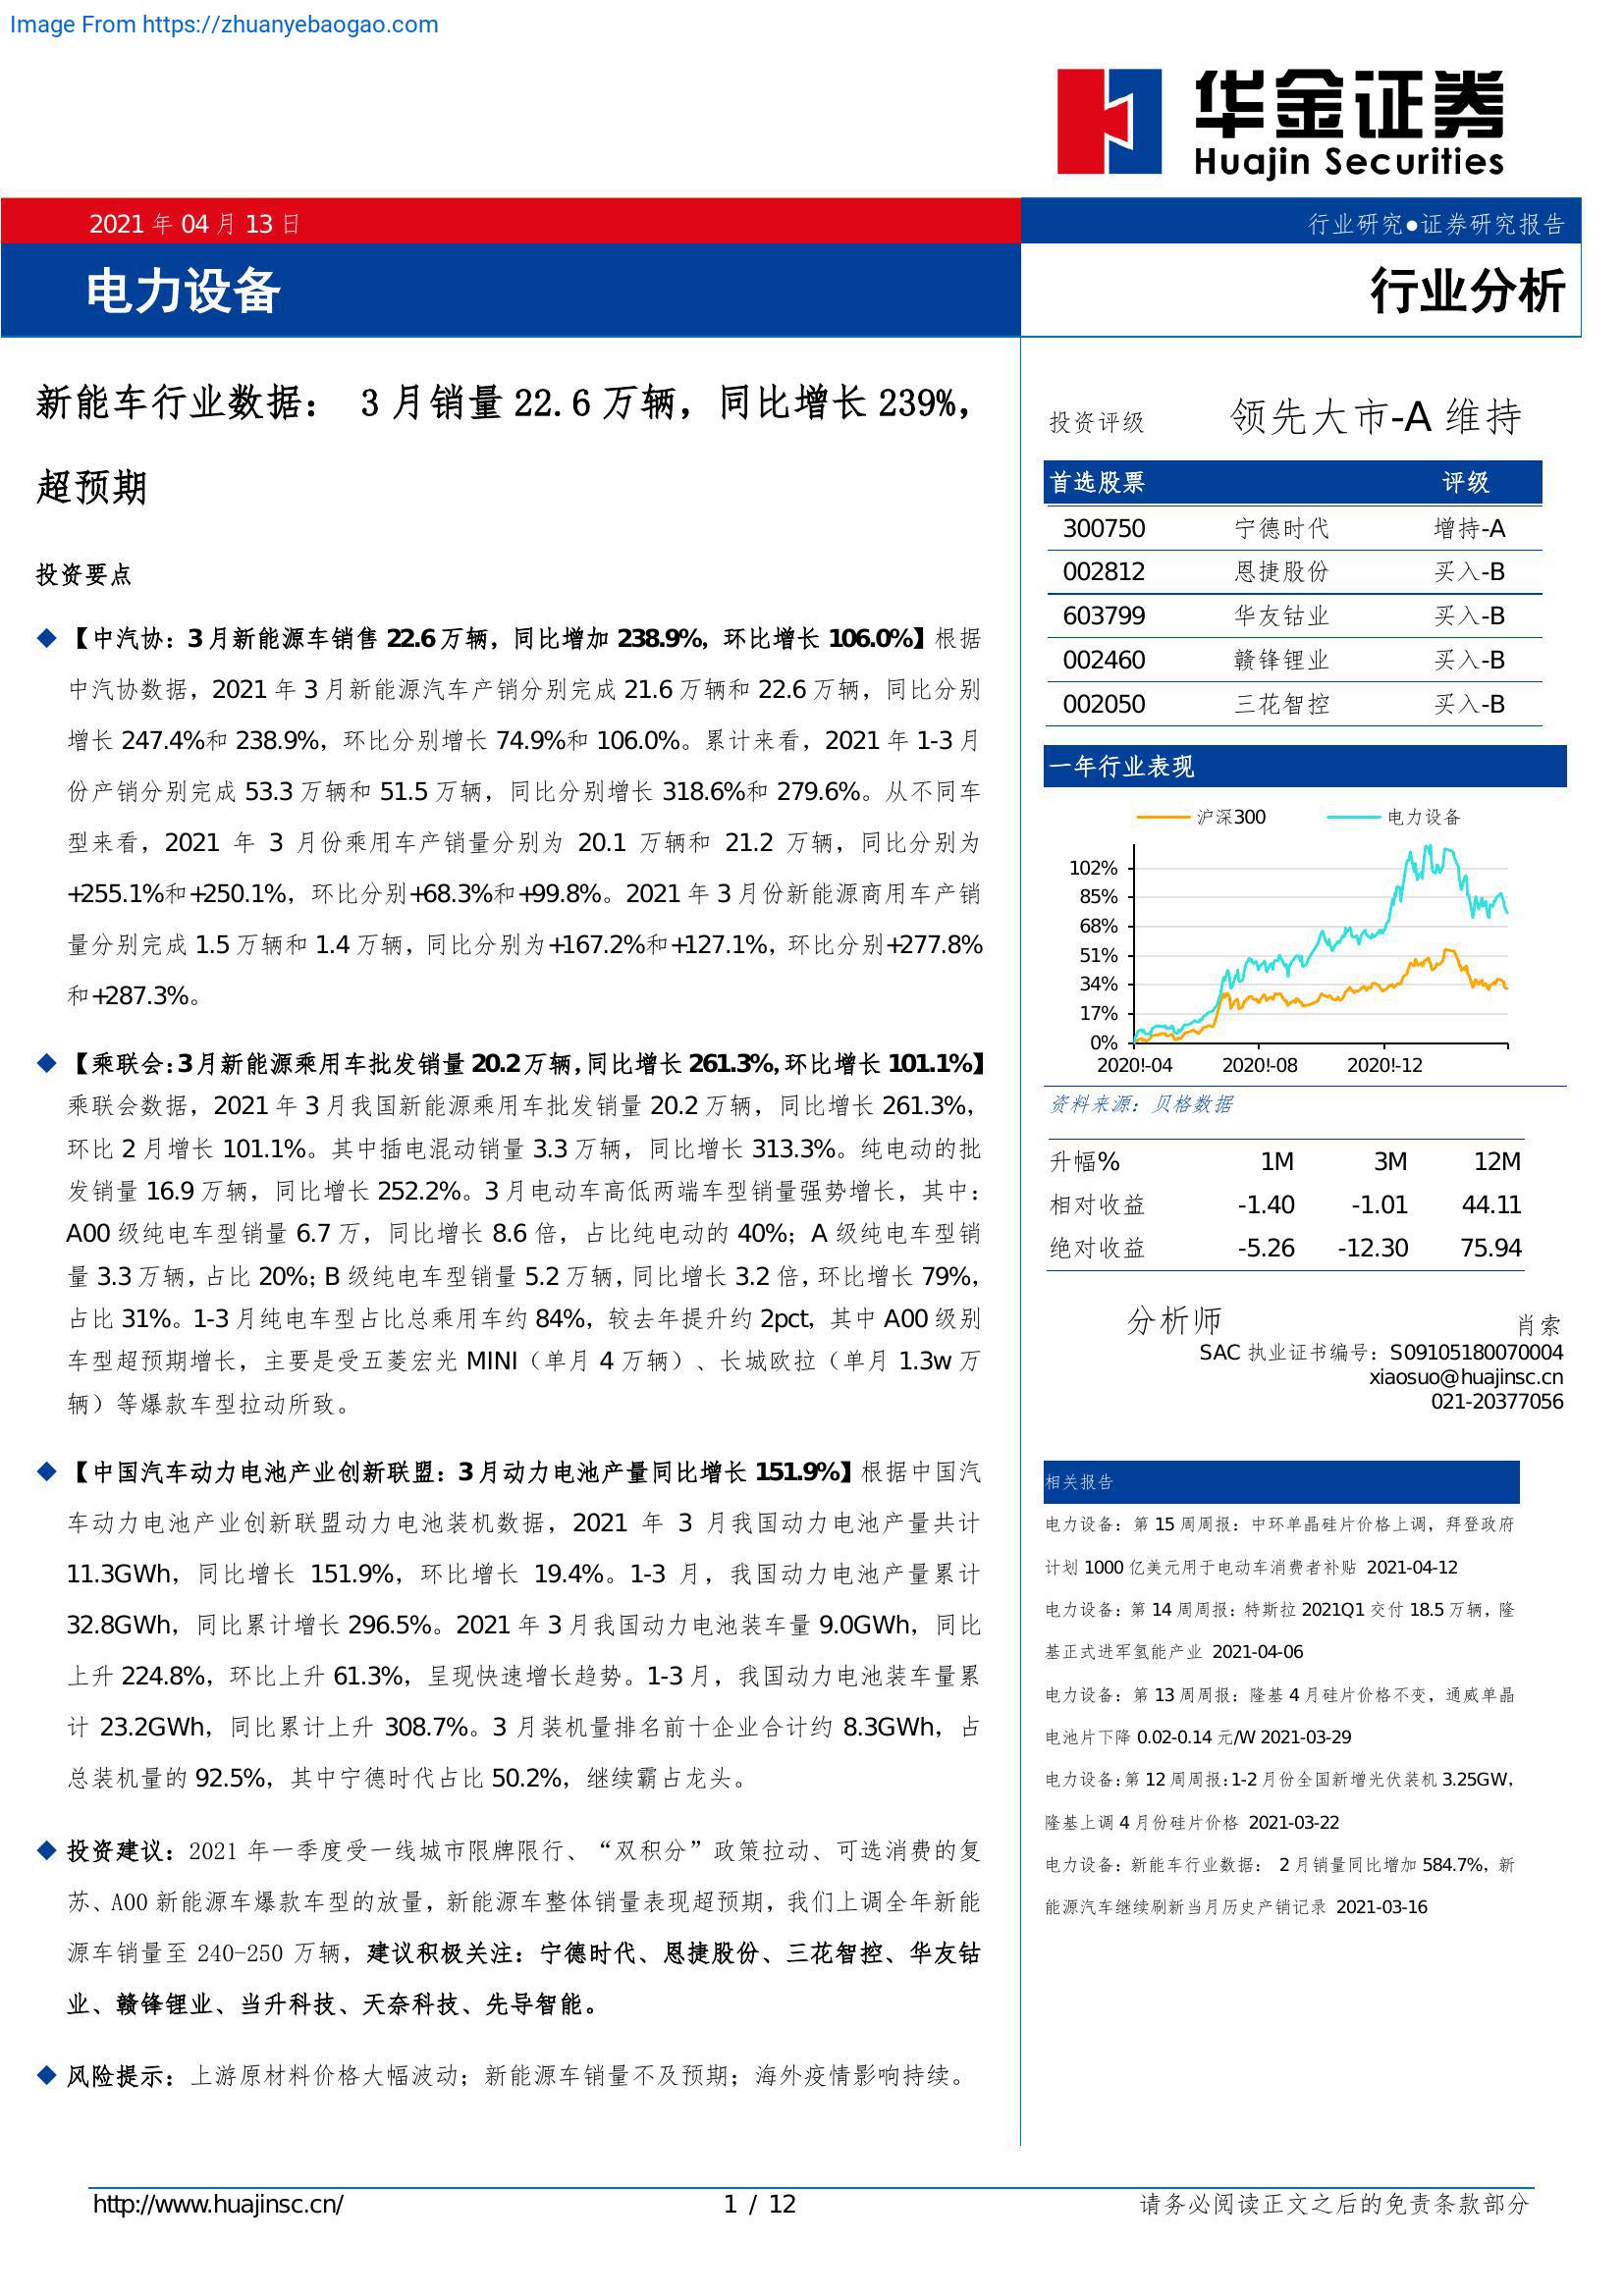 Image From https://zhuanyebaogao.com
华金证券
Huajin Securities
2021 年 04 月 13 日
行业研究●证券研究报告
电力设备
行业分析
新能车行业数据： 3 月销量 22.6 万辆，同比增长 239%，
超预期
投资要点
【中汽协：3 月新能源车销售 22.6 万辆，同比增加 238.9%，环比增长 106.0%】根据
中汽协数据，2021 年 3 月新能源汽车产销分别完成 21.6 万辆和 22.6 万辆，同比分别
增长 247.4%和 238.9%，环比分别增长 74.9%和 106.0%。累计来看，2021 年 1-3 月
份产销分别完成 53.3 万辆和 51.5 万辆，同比分别增长 318.6%和 279.6%。从不同车
型来看，2021 年 3 月份乘用车产销量分别为 20.1 万辆和 21.2 万辆，同比分别为
+255.1%和+250.1%，环比分别+68.3%和+99.8%。2021 年 3 月份新能源商用车产销
量分别完成 1.5 万辆和 1.4 万辆，同比分别为+167.2%和+127.1%，环比分别+277.8%
和+287.3%。
【乘联会：3 月新能源乘用车批发销量 20.2 万辆，同比增长 261.3%，环比增长 101.1%】
乘联会数据，2021 年 3 月我国新能源乘用车批发销量 20.2 万辆，同比增长 261.3%，
环比 2 月增长 101.1%。其中插电混动销量 3.3 万辆，同比增长 313.3%。纯电动的批
发销量 16.9 万辆，同比增长 252.2%。3 月电动车高低两端车型销量强势增长，其中：
A00 级纯电车型销量 6.7 万，同比增长 8.6 倍，占比纯电动的 40%；A 级纯电车型销
量 3.3 万辆，占比 20%；B 级纯电车型销量 5.2 万辆，同比增长 3.2 倍，环比增长 79%，
占比 31%。1-3 月纯电车型占比总乘用车约 84%，较去年提升约 2pct，其中 A00 级别
车型超预期增长，主要是受五菱宏光 MINI（单月 4 万辆）、长城欧拉（单月 1.3w 万
辆）等爆款车型拉动所致。
【中国汽车动力电池产业创新联盟：3 月动力电池产量同比增长 151.9%】根据中国汽
车动力电池产业创新联盟动力电池装机数据，2021 年 3 月我国动力电池产量共计
11.3GWh，同比增长 151.9%，环比增长 19.4%。1-3 月，我国动力电池产量累计
32.8GWh，同比累计增长 296.5%。2021 年 3 月我国动力电池装车量 9.0GWh，同比
上升 224.8%，环比上升 61.3%，呈现快速增长趋势。1-3 月，我国动力电池装车量累
计 23.2GWh，同比累计上升 308.7%。3 月装机量排名前十企业合计约 8.3GWh，占
总装机量的 92.5%，其中宁德时代占比 50.2%，继续霸占龙头。
投资建议：2021 年一季度受一线城市限牌限行、“双积分”政策拉动、可选消费的复
苏、A00 新能源车爆款车型的放量，新能源车整体销量表现超预期，我们上调全年新能
源车销量至 240-250 万辆，建议积极关注：宁德时代、恩捷股份、三花智控、华友钴
业、赣锋锂业、当升科技、天奈科技、先导智能。
风险提示：上游原材料价格大幅波动；新能源车销量不及预期；海外疫情影响持续。
投资评级 领先大市-A 维持
首选股票 评级
300750 宁德时代 增持-A
002812 恩捷股份 买入-B
603799 华友钴业 买入-B
002460 赣锋锂业 买入-B
002050 三花智控 买入-B
一年行业表现
沪深300 电力设备
102%
85%
68%
51%
34%
17%
0%
2020!-04 2020!-08 2020!-12
资料来源：贝格数据
升幅% 1M 3M 12M
相对收益 -1.40 -1.01 44.11
绝对收益 -5.26 -12.30 75.94
分析师 肖索
SAC 执业证书编号：S09105180070004
xiaosuo@huajinsc.cn
021-20377056
相关报告
电力设备：第 15 周周报：中环单晶硅片价格上调，拜登政府
计划 1000 亿美元用于电动车消费者补贴 2021-04-12
电力设备：第 14 周周报：特斯拉 2021Q1 交付 18.5 万辆，隆
基正式进军氢能产业 2021-04-06
电力设备：第 13 周周报：隆基 4 月硅片价格不变，通威单晶
电池片下降 0.02-0.14 元/W 2021-03-29
电力设备：第 12 周周报：1-2 月份全国新增光伏装机 3.25GW，
隆基上调 4 月份硅片价格 2021-03-22
电力设备：新能车行业数据： 2 月销量同比增加 584.7%，新
能源汽车继续刷新当月历史产销记录 2021-03-16
http://www.huajinsc.cn/ 1 / 12 请务必阅读正文之后的免责条款部分